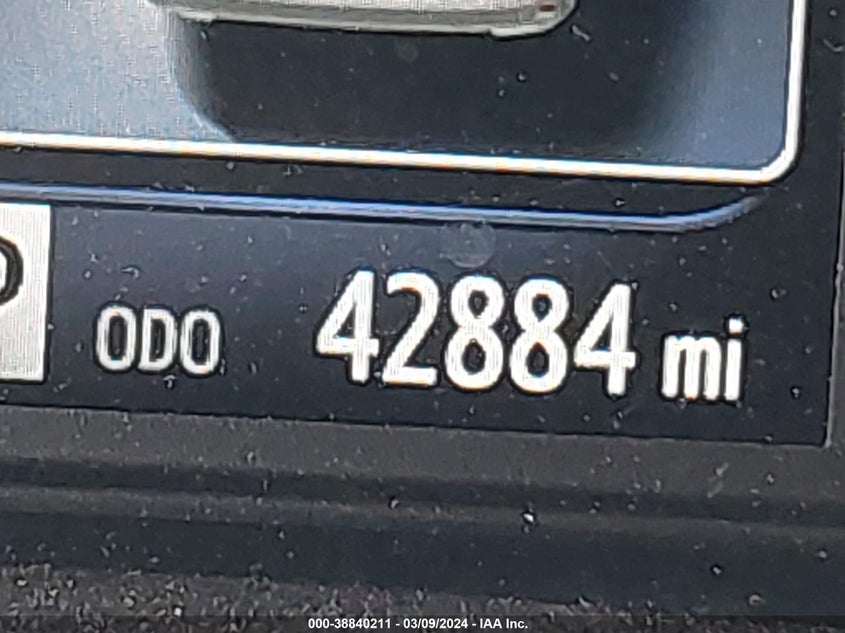 ODO 42884 mi
000-38840211 - 03/09/2024 - IAA Inc.